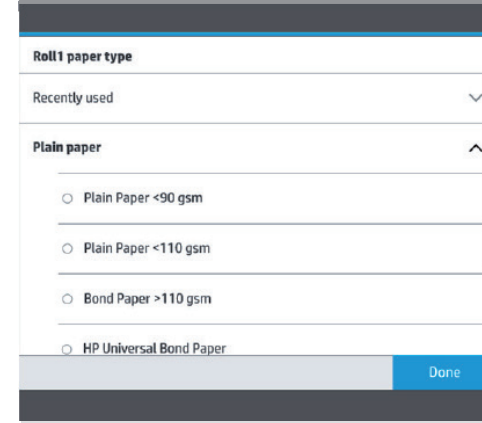 Roll1 paper type
Recently used
Plain paper
Plain Paper <90 gsm
Plain Paper <110 gsm
Bond Paper >110 gsm
HP Universal Bond Paper
Done